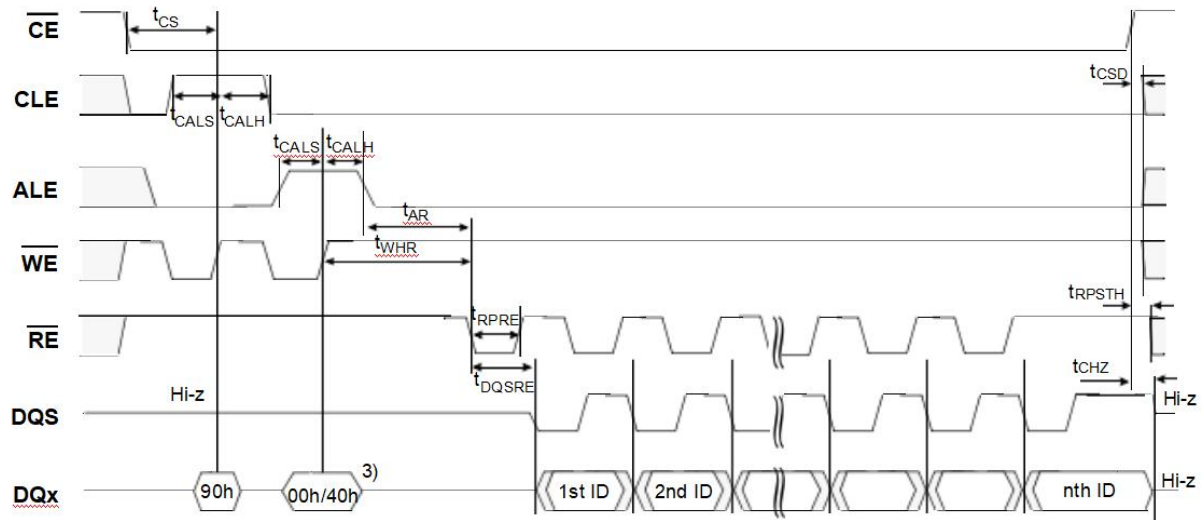 CE tCS
CLE tCALS tCALH tCSD
tCALS tCALH
ALE
tAR
WE tWHR
RE tRPRE tRPSTH
tDQSRE tCHZ
DQS Hi-z Hi-z
DQx 90h 00h/40h 3) 1st ID 2nd ID nth ID Hi-z